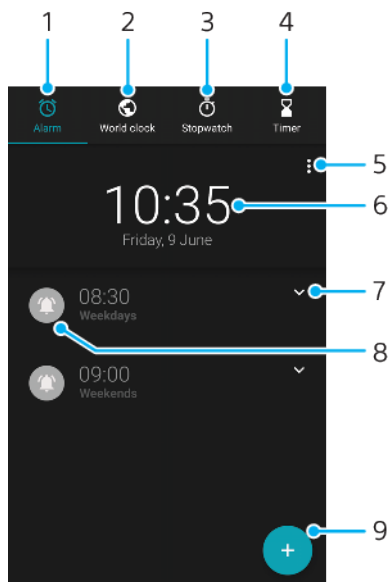 1 2 3 4
Alarm World clock Stopwatch Timer
5
10:35
6
Friday, 9 June
08:30
7
Weekdays
8
09:00
Weekends
9